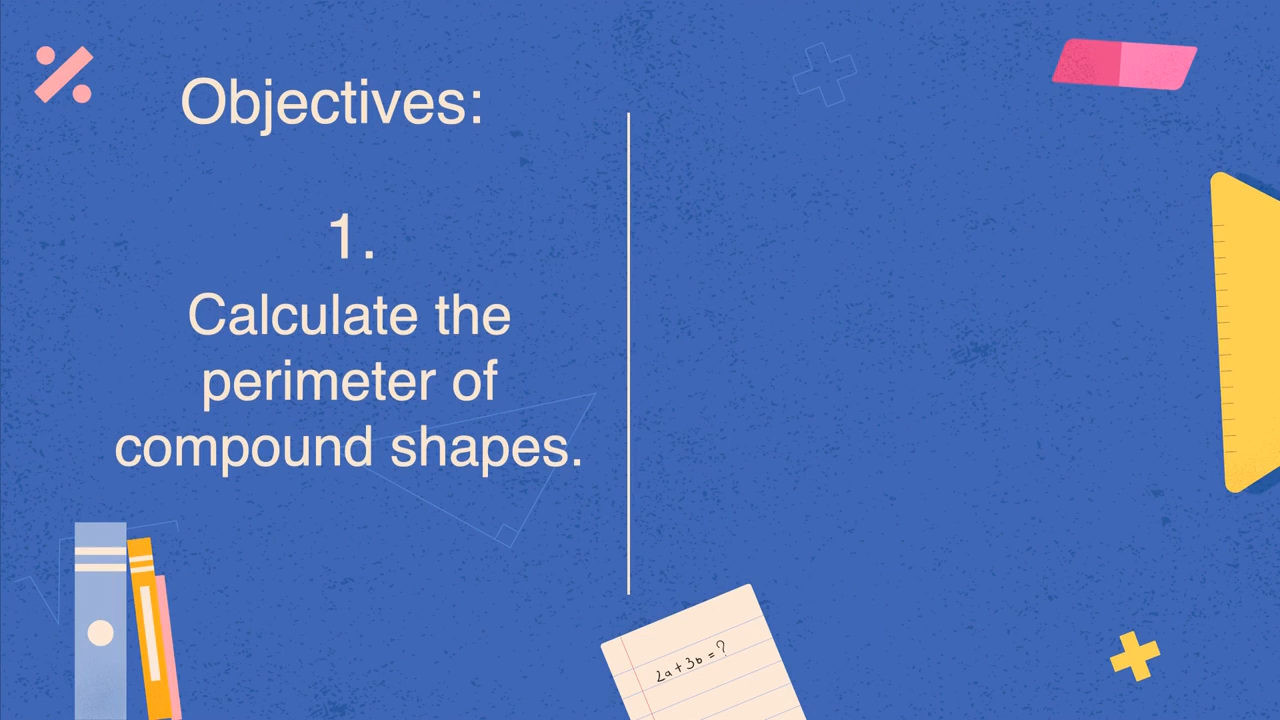 Objectives:
1.
Calculate the
perimeter of
compound shapes.
2a+3b=?